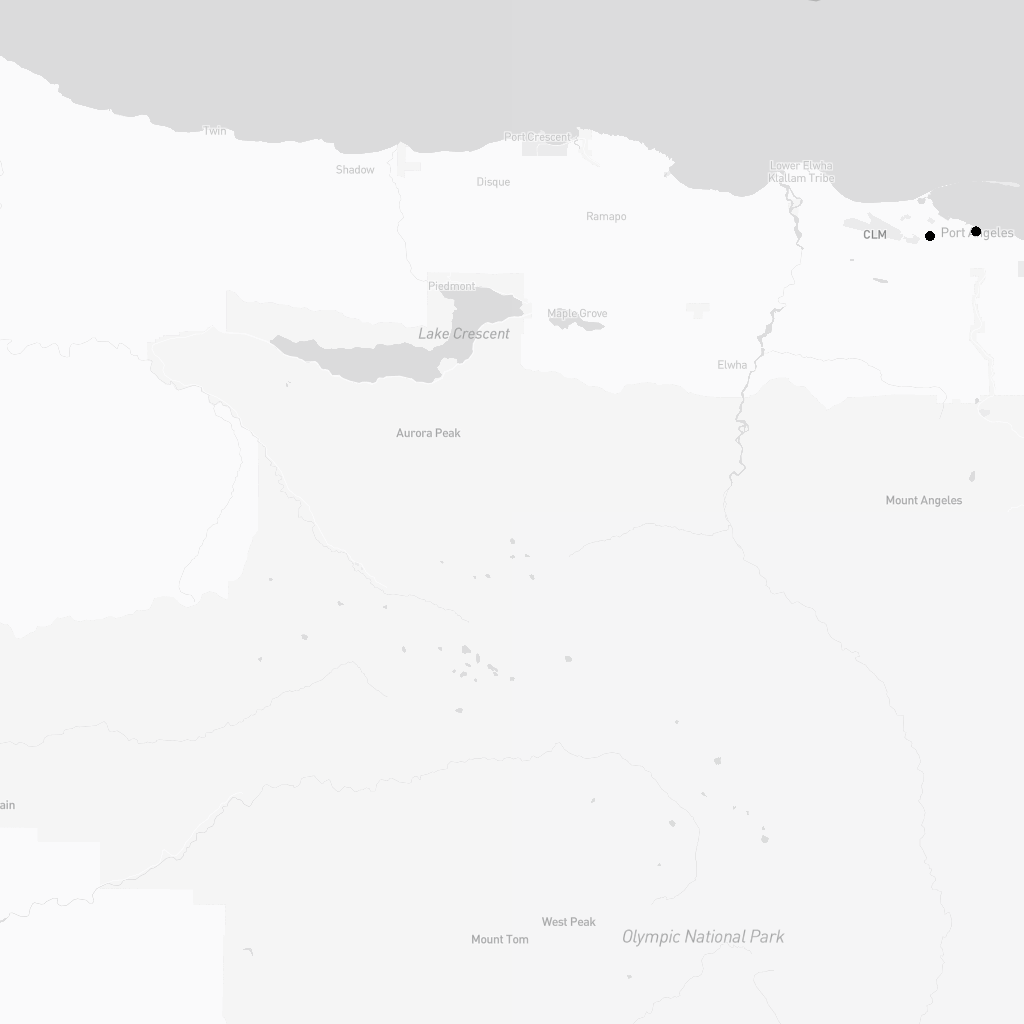 Twin
Port Crescent
Shadow
Disque
Lower Elwha
Klallam Tribe
Ramapo
CLM
Port Angeles
Piedmont
Maple Grove
Lake Crescent
Elwha
Aurora Peak
Mount Angeles
ain
West Peak
Mount Tom
Olympic National Park